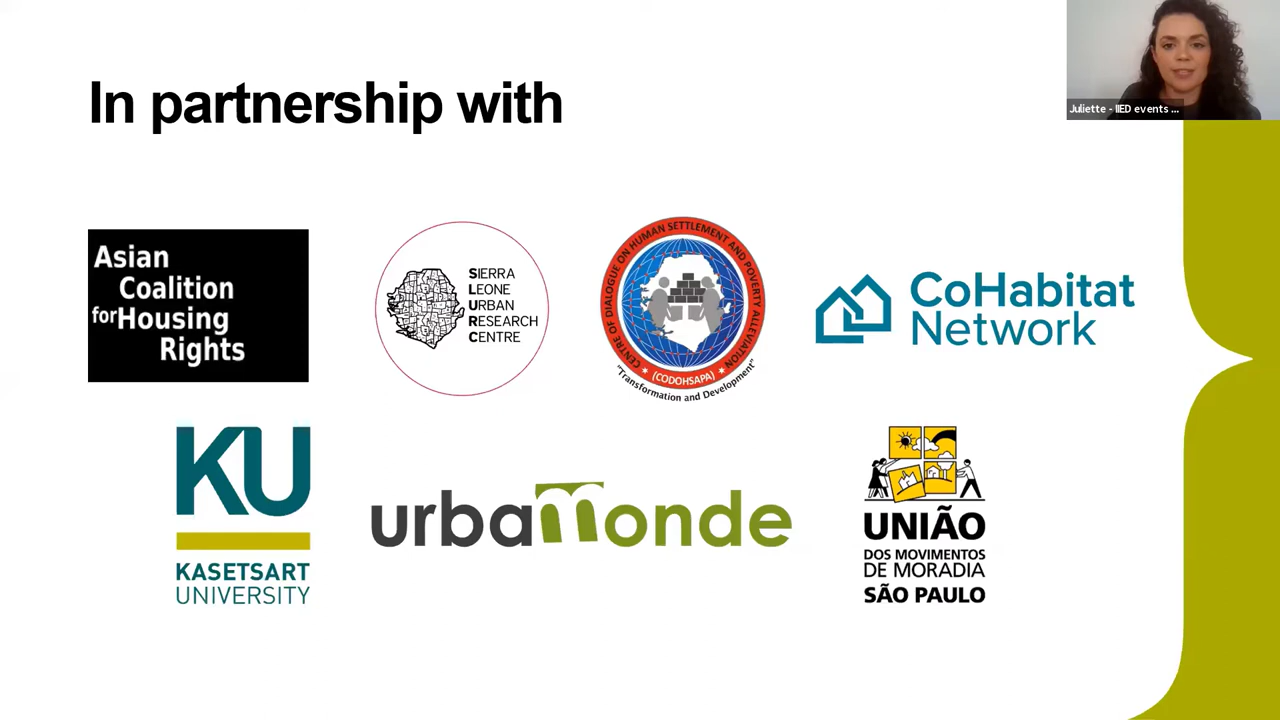 In partnership with
Juliette - IIED events ...
Asian
Coalition
for Housing
Rights
SIERRA
LEONE
URBAN
RESEARCH
CENTRE
CENTRE OF DIALOGUE ON HUMAN SETTLEMENT AND POVERTY ALLEVIATION
(CODOHSAPA)
"Transformation and Development"
CoHabitat
Network
KU
KASETSART
UNIVERSITY
urbamonde
UNIÃO
DOS MOVIMENTOS
DE MORADIA
SÃO PAULO